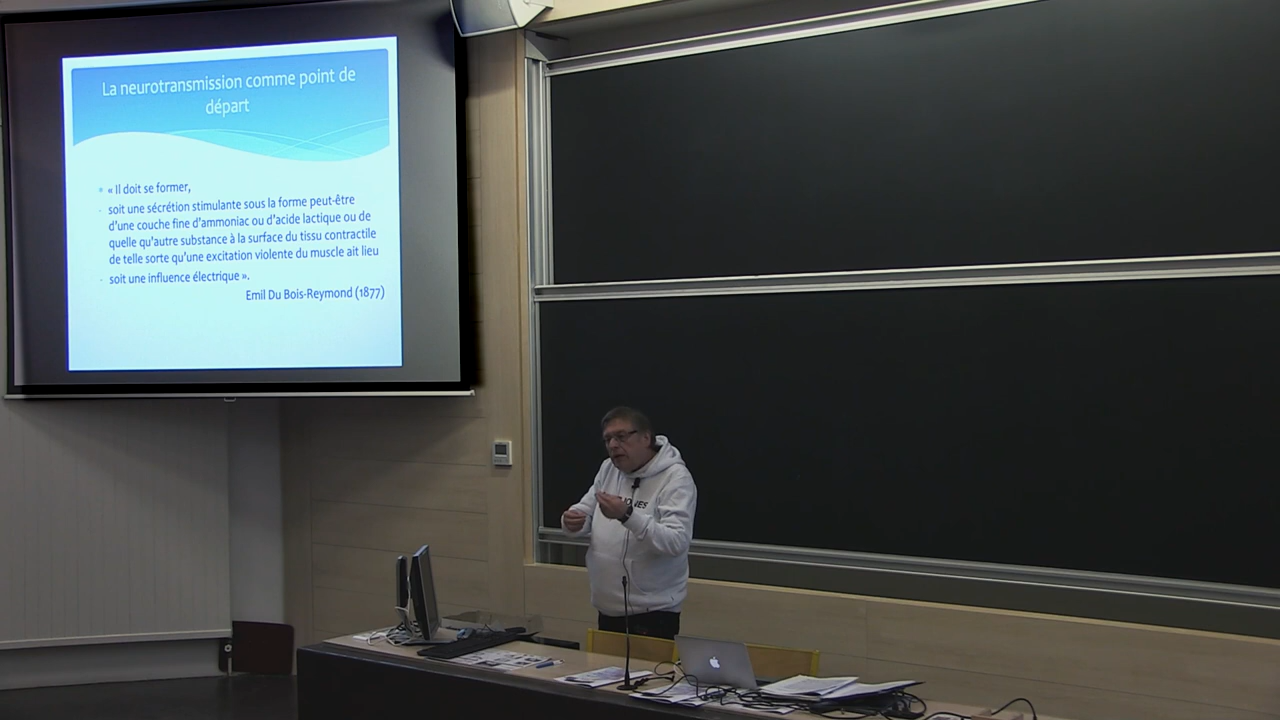 La neurotransmission comme point de
départ
« Il doit se former,
soit une sécrétion stimulante sous la forme peut-être
d'une couche fine d'ammoniac ou d'acide lactique ou de
quelle qu'autre substance à la surface du tissu contractile
de telle sorte qu'une excitation violente du muscle ait lieu
soit une influence électrique ».
Emil Du Bois-Reymond (1877)